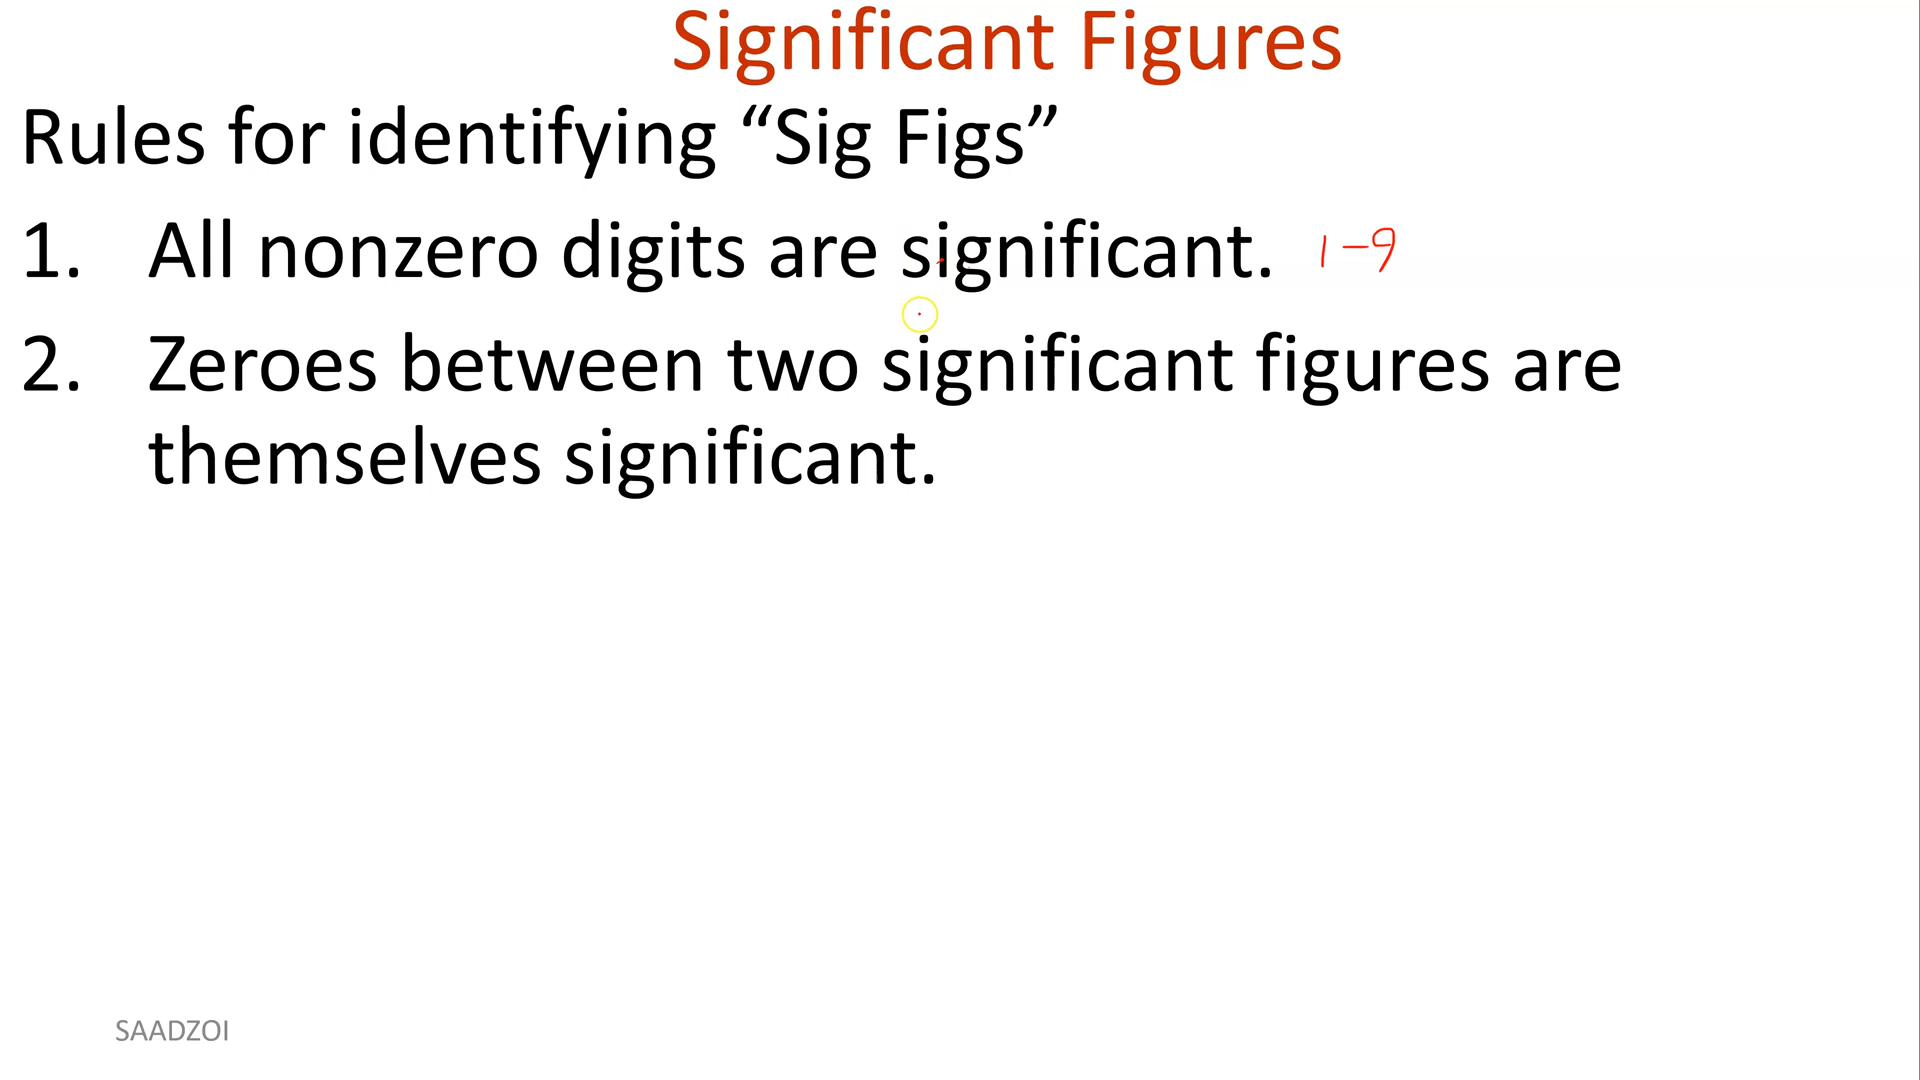 Significant Figures
Rules for identifying “Sig Figs”
1. All nonzero digits are significant. 1-9
2. Zeroes between two significant figures are
themselves significant.
SAADZOI